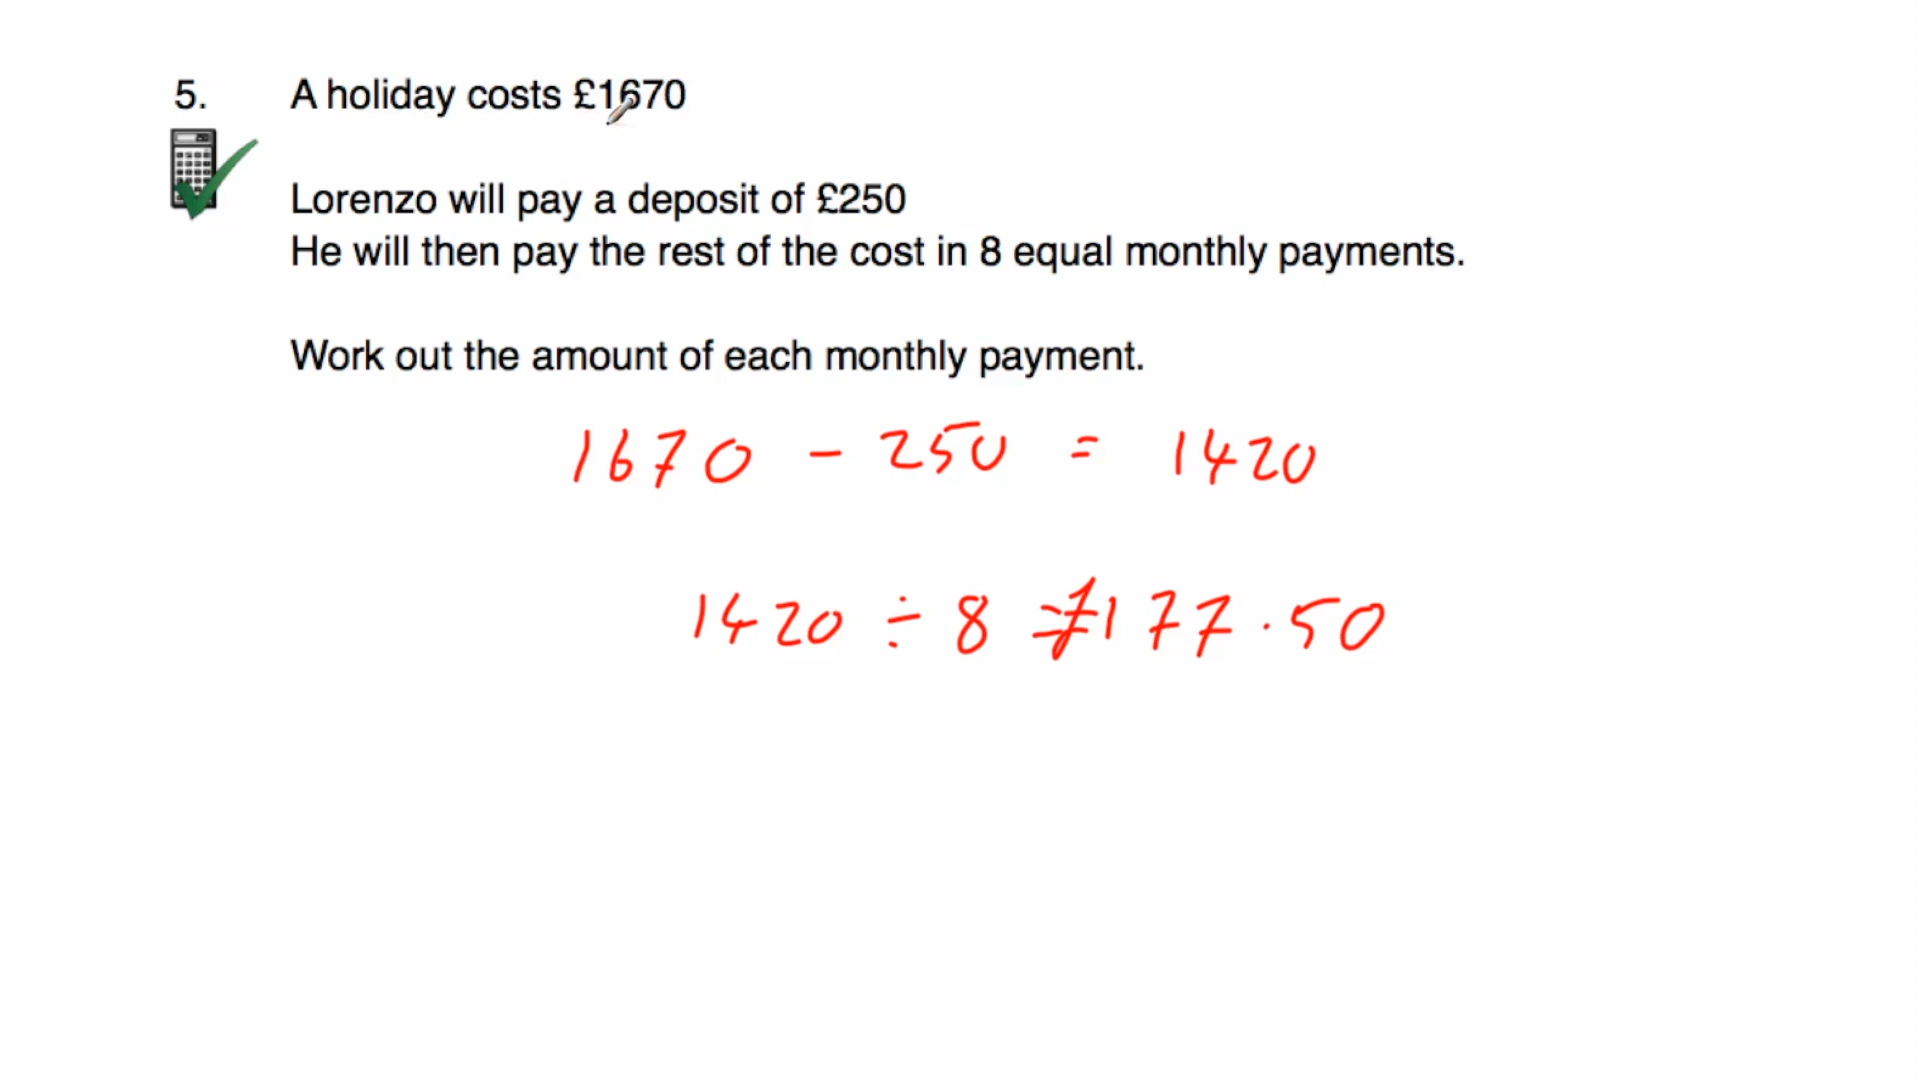 5. A holiday costs £1670
Lorenzo will pay a deposit of £250
He will then pay the rest of the cost in 8 equal monthly payments.
Work out the amount of each monthly payment.
1670 - 250 = 1420
1420 ÷ 8 = £177.50